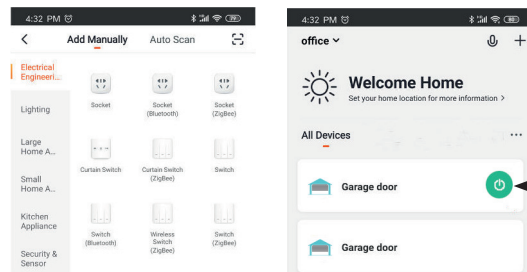 4:32 PM
79
Add Manually
Auto Scan
Electrical
Engineeri...
Lighting
Large
Home A...
Small
Home A...
Kitchen
Appliance
Security &
Sensor
Socket
Socket
(Bluetooth)
Socket
(ZigBee)
Curtain Switch
Curtain Switch
(ZigBee)
Switch
Switch
(Bluetooth)
Wireless
Switch
(ZigBee)
Switch
(ZigBee)
4:32 PM
80
office
Welcome Home
Set your home location for more information >
All Devices
...
Garage door
Garage door